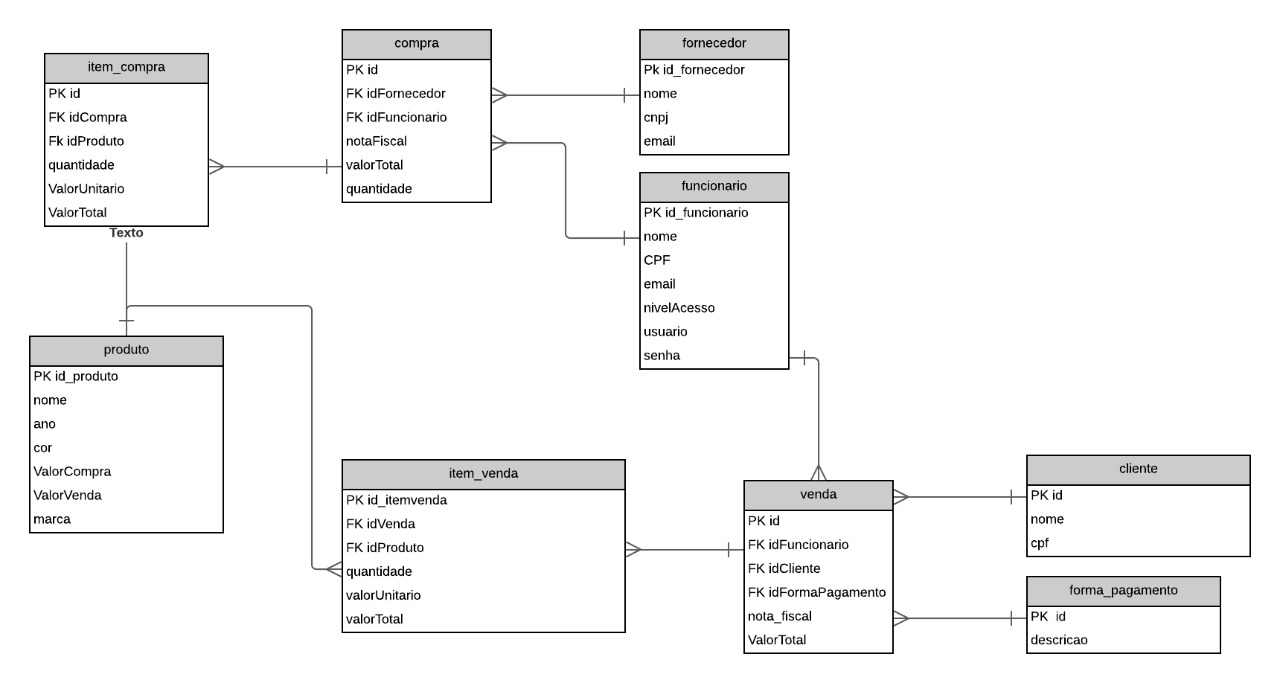 item_compra
PK id
FK idCompra
Fk idProduto
quantidade
ValorUnitario
ValorTotal
Texto
compra
PK id
FK idFornecedor
FK idFuncionario
notaFiscal
valorTotal
quantidade
fornecedor
Pk id_fornecedor
nome
cnpj
email
funcionario
PK id_funcionario
nome
CPF
email
nivelAcesso
usuario
senha
produto
PK id_produto
nome
ano
cor
ValorCompra
ValorVenda
marca
item_venda
PK id_itemvenda
FK idVenda
FK idProduto
quantidade
valorUnitario
valorTotal
venda
PK id
FK idFuncionario
FK idCliente
FK idFormaPagamento
nota_fiscal
ValorTotal
cliente
PK id
nome
cpf
forma_pagamento
PK  id
descricao